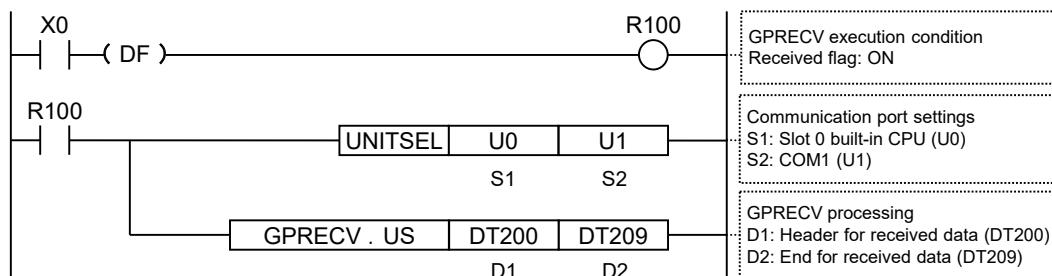 X0
( DF )
R100
GPRECV execution condition
Received flag: ON
R100
UNITSEL U0 U1
S1 S2
Communication port settings
S1: Slot 0 built-in CPU (U0)
S2: COM1 (U1)
GPRECV . US DT200 DT209
D1 D2
GPRECV processing
D1: Header for received data (DT200)
D2: End for received data (DT209)